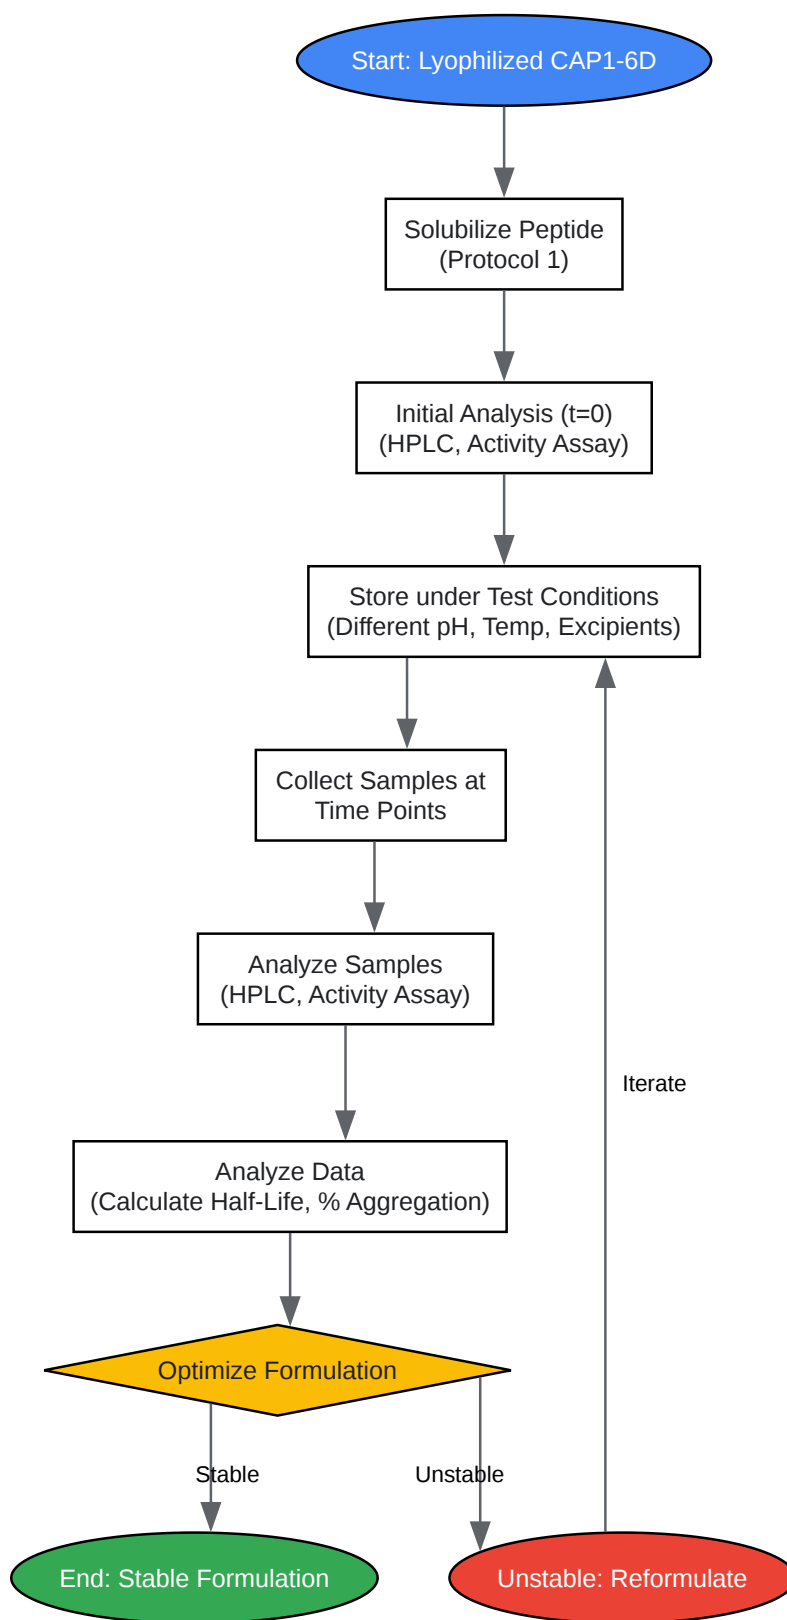 Start: Lyophilized CAP1-6D
Solubilize Peptide
(Protocol 1)
Initial Analysis (t=0)
(HPLC, Activity Assay)
Store under Test Conditions
(Different pH, Temp, Excipients)
Collect Samples at
Time Points
Analyze Samples
(HPLC, Activity Assay)
Iterate
Analyze Data
(Calculate Half-Life, % Aggregation)
Optimize Formulation
Stable
Unstable
End: Stable Formulation
Unstable: Reformulate